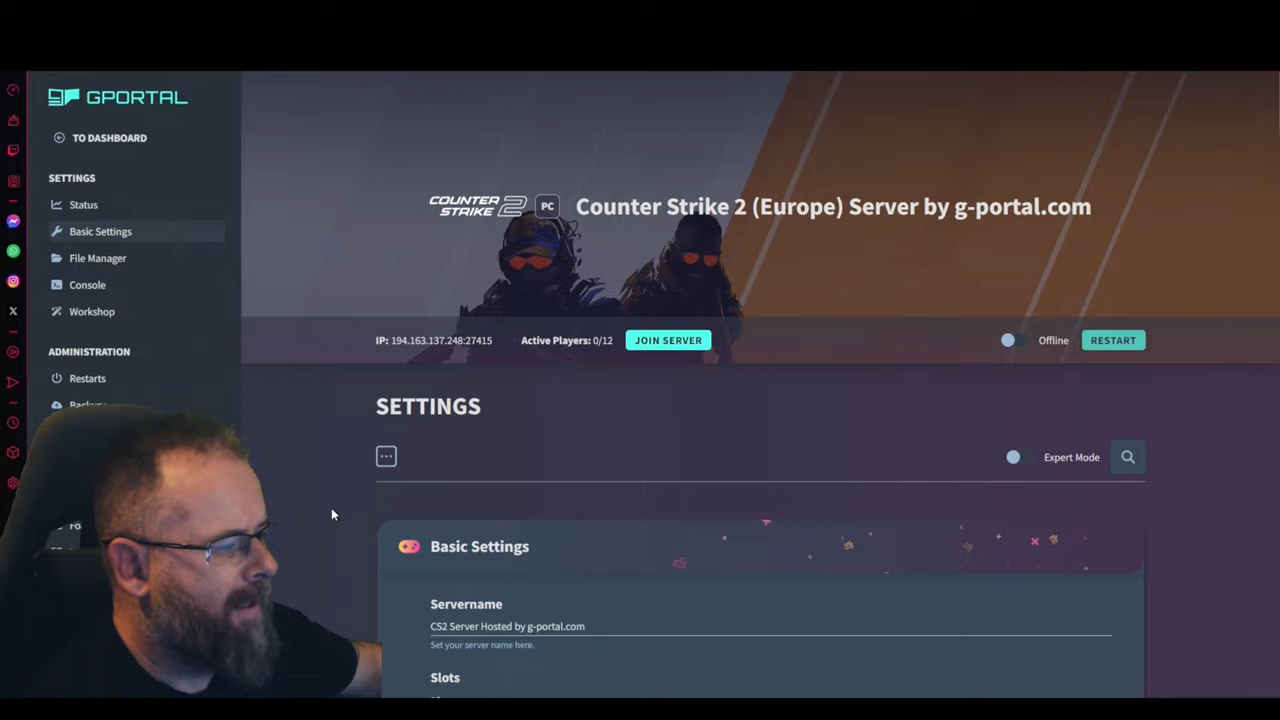 GPORTAL
TO DASHBOARD
SETTINGS
Status
Basic Settings
File Manager
Console
Workshop
ADMINISTRATION
Restarts
COUNTER
STRIKE 2
PC
Counter Strike 2 (Europe) Server by g-portal.com
IP: 194.163.137.248:27415
Active Players: 0/12
JOIN SERVER
Offline
RESTART
SETTINGS
Expert Mode
Basic Settings
Servername
CS2 Server Hosted by g-portal.com
Set your server name here.
Slots